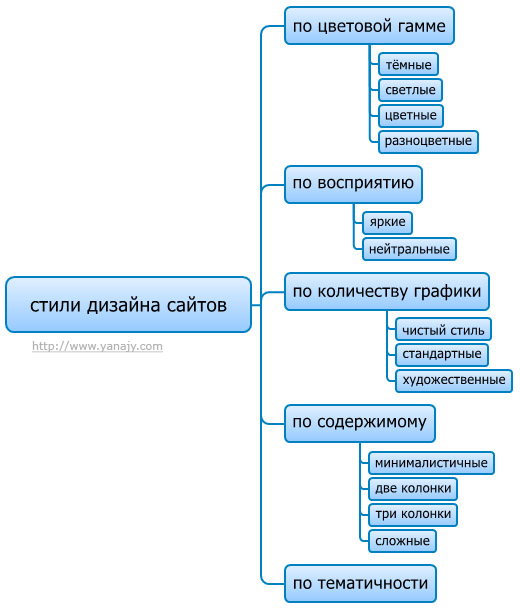 по цветовой гамме
тёмные
светлые
цветные
разноцветные
по восприятию
яркие
нейтральные
стили дизайна сайтов
http://www.yanajy.com
по количеству графики
чистый стиль
стандартные
художественные
по содержимому
минималистичные
две колонки
три колонки
сложные
по тематичности